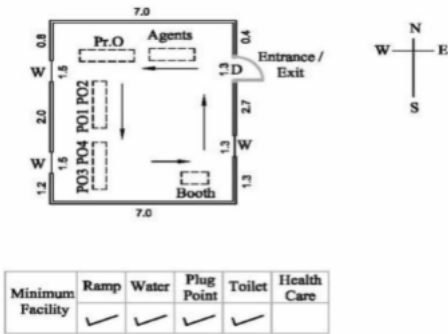 7.0
N
W E
S
0.8
Pr.O
Agents
0.4
Entrance /
Exit
W
1.5
1.3
D
2.0
PO1 PO2
2.7
W
1.5
PO3 PO4
1.3
W
1.2
Booth
1.3
7.0
Minimum
Facility
Ramp
Water
Plug
Point
Toilet
Health
Care